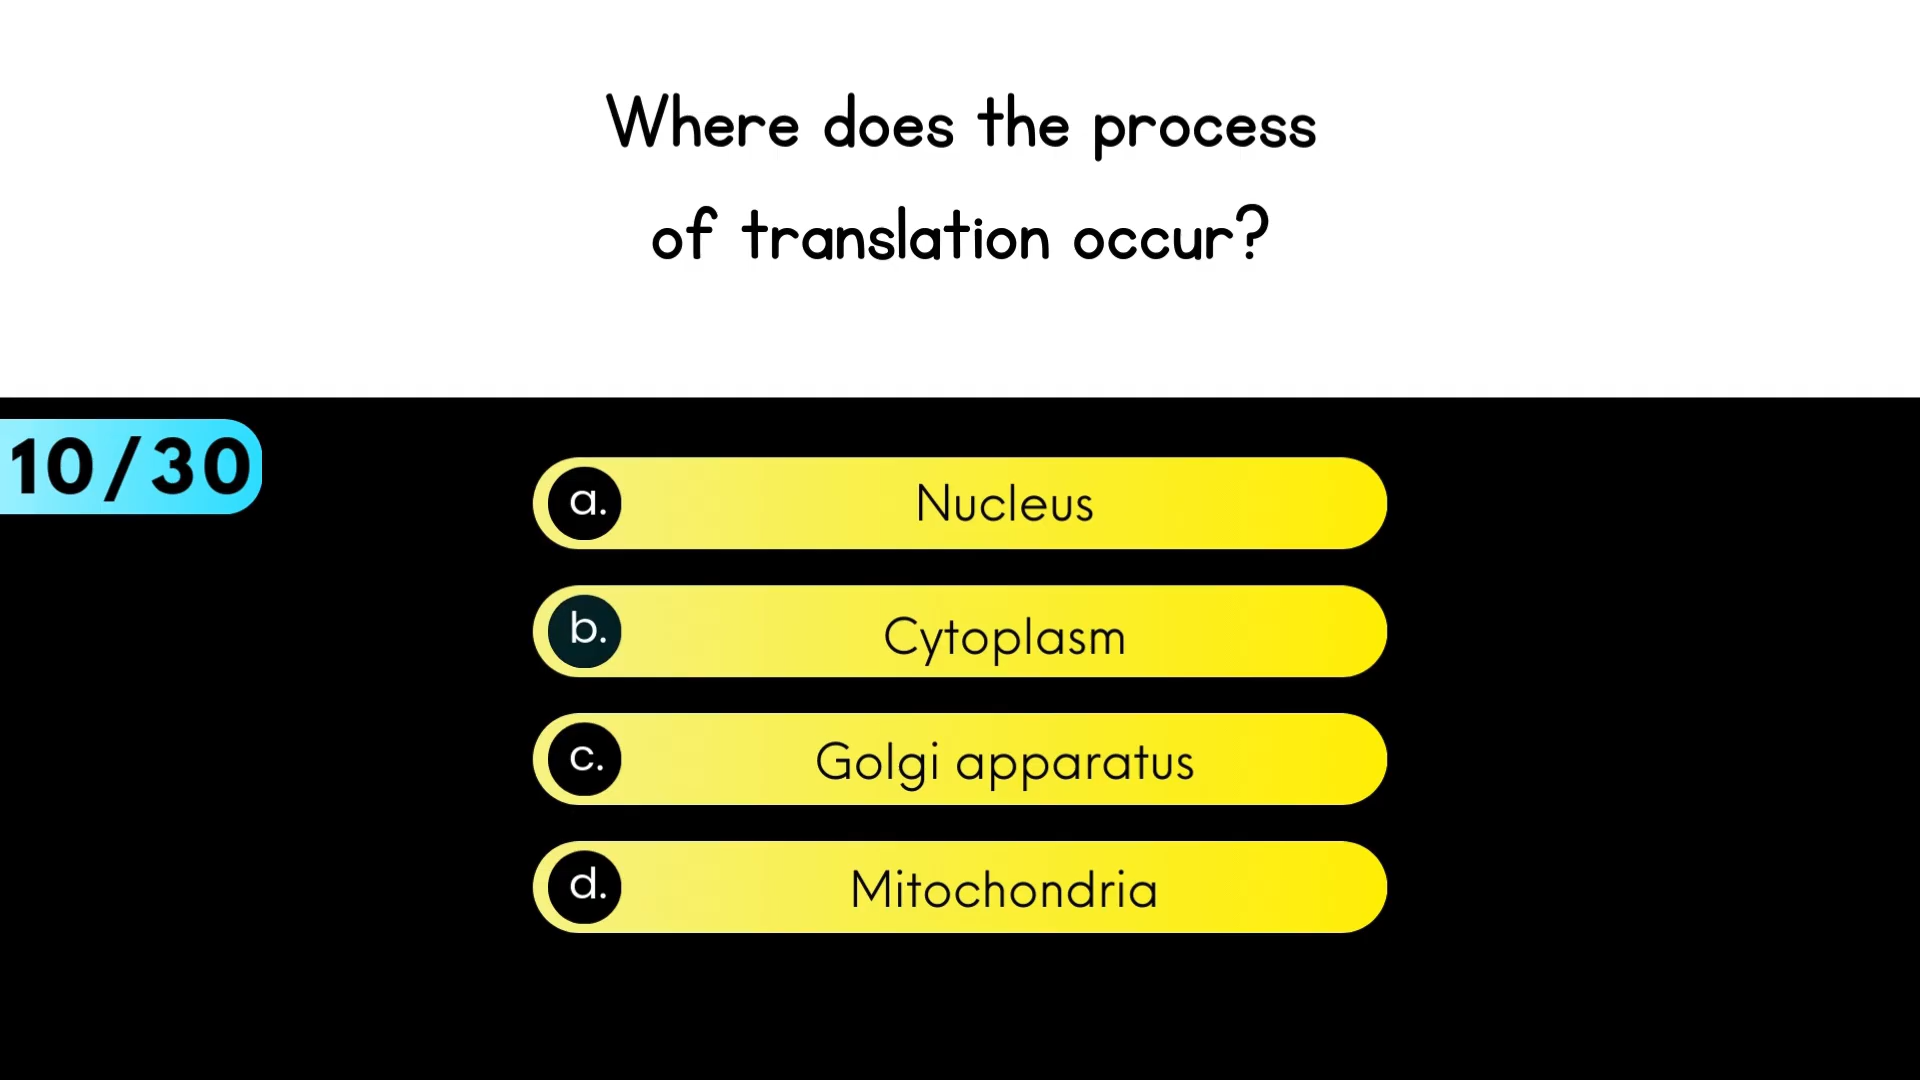 Where does the process
of translation occur?
10/30
a. Nucleus
b. Cytoplasm
c. Golgi apparatus
d. Mitochondria